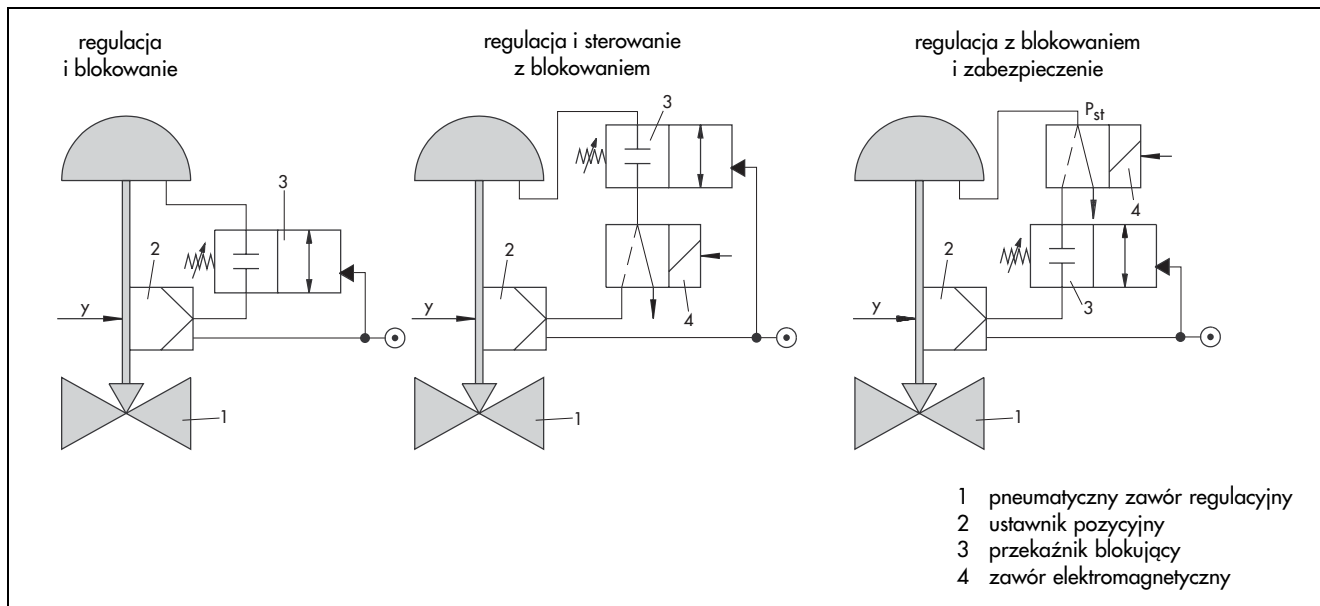 regulacja
i blokowanie
regulacja i sterowanie
z blokowaniem
regulacja z blokowaniem
i zabezpieczenie
3
2
y
1
3
2
4
y
1
Pst
4
2
3
y
1
1 pneumatyczny zawór regulacyjny
2 ustawnik pozycyjny
3 przekaźnik blokujący
4 zawór elektromagnetyczny